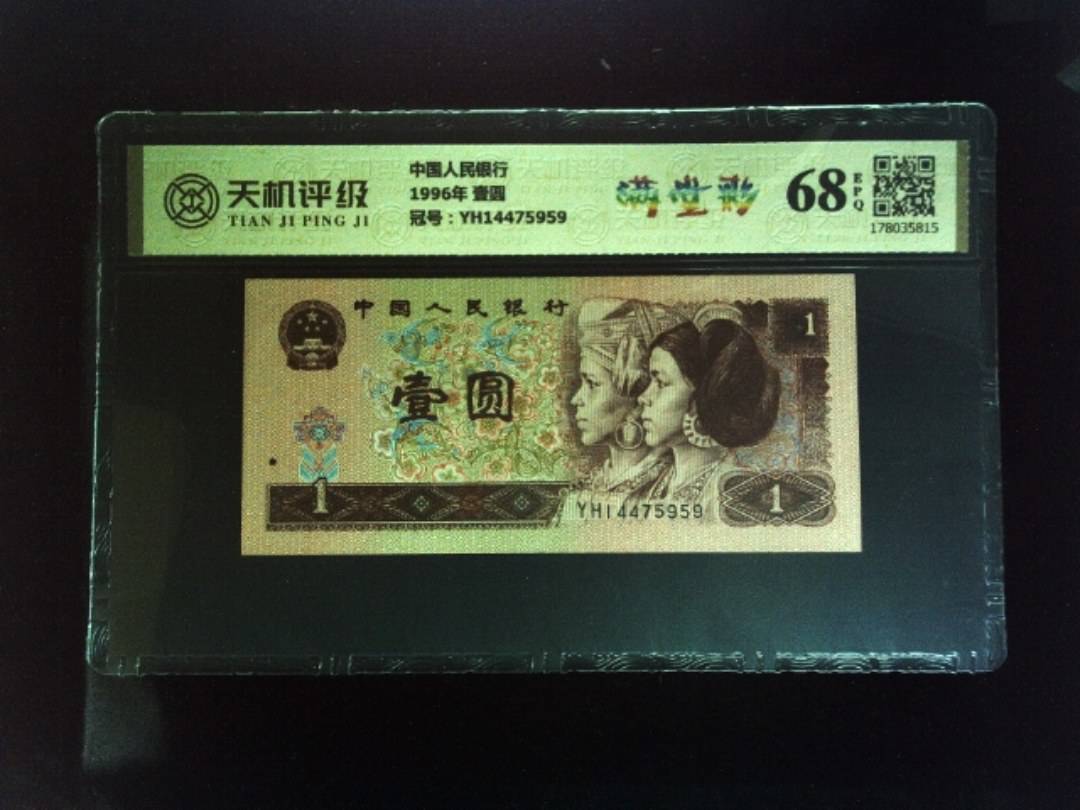 天机评级
TIAN JI PING JI
中国人民银行
1996年 壹圆
冠号：YH14475959
满堂彩
68
EPQ
178035815
中国人民银行
1
壹圆
1
YH14475959
1